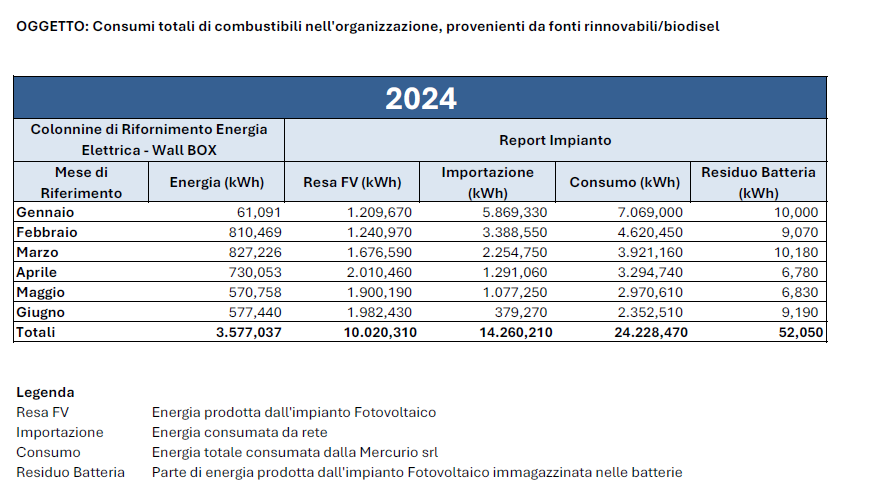 OGGETTO: Consumi totali di combustibili nell'organizzazione, provenienti da fonti rinnovabili/biodisel
2024
Colonnine di Rifornimento Energia
Elettrica - Wall BOX
Report Impianto
Mese di
Riferimento
Energia (kWh)
Resa FV (kWh)
Importazione
(kWh)
Consumo (kWh)
Residuo Batteria
(kWh)
Gennaio 61,091 1.209,670 5.869,330 7.069,000 10,000
Febbraio 810,469 1.240,970 3.388,550 4.620,450 9,070
Marzo 827,226 1.676,590 2.254,750 3.921,160 10,180
Aprile 730,053 2.010,460 1.291,060 3.294,740 6,780
Maggio 570,758 1.900,190 1.077,250 2.970,610 6,830
Giugno 577,440 1.982,430 379,270 2.352,510 9,190
Totali 3.577,037 10.020,310 14.260,210 24.228,470 52,050
Legenda
Resa FV Energia prodotta dall'impianto Fotovoltaico
Importazione Energia consumata da rete
Consumo Energia totale consumata dalla Mercurio srl
Residuo Batteria Parte di energia prodotta dall'impianto Fotovoltaico immagazzinata nelle batterie